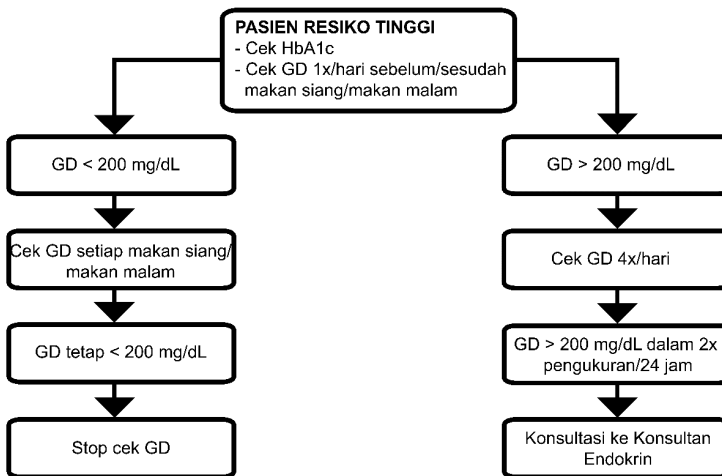 PASIEN RESIKO TINGGI
- Cek HbA1c
- Cek GD 1x/hari sebelum/sesudah
makan siang/makan malam
GD < 200 mg/dL
Cek GD setiap makan siang/
makan malam
GD tetap < 200 mg/dL
Stop cek GD
GD > 200 mg/dL
Cek GD 4x/hari
GD > 200 mg/dL dalam 2x
pengukuran/24 jam
Konsultasi ke Konsultan
Endokrin